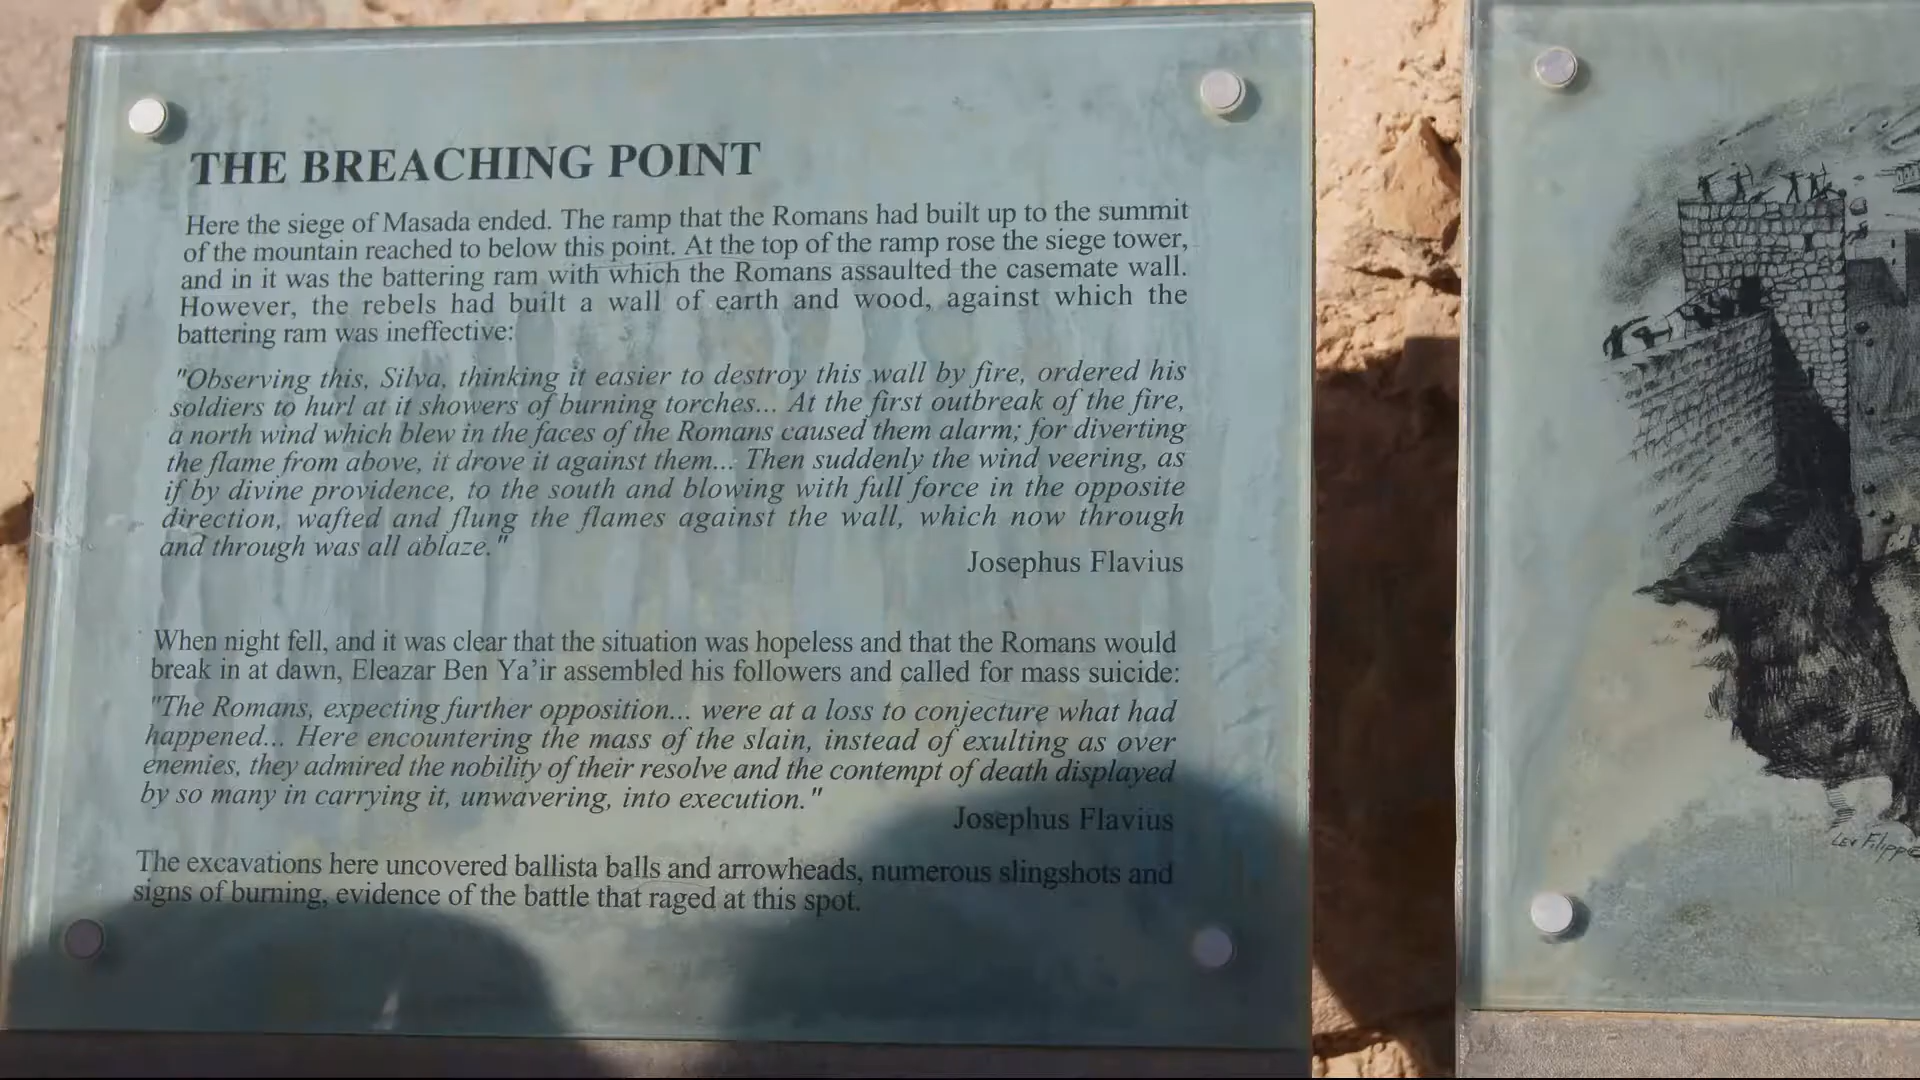 THE BREACHING POINT
Here the siege of Masada ended. The ramp that the Romans had built up to the summit
of the mountain reached to below this point. At the top of the ramp rose the siege tower,
and in it was the battering ram with which the Romans assaulted the casemate wall.
However, the rebels had built a wall of earth and wood, against which the
battering ram was ineffective:
"Observing this, Silva, thinking it easier to destroy this wall by fire, ordered his
soldiers to hurl at it showers of burning torches... At the first outbreak of the fire,
a north wind which blew in the faces of the Romans caused them alarm; for diverting
the flame from above, it drove it against them... Then suddenly the wind veering, as
if by divine providence, to the south and blowing with full force in the opposite
direction, wafted and flung the flames against the wall, which now through
and through was all ablaze."
Josephus Flavius
When night fell, and it was clear that the situation was hopeless and that the Romans would
break in at dawn, Eleazar Ben Ya'ir assembled his followers and called for mass suicide:
"The Romans, expecting further opposition... were at a loss to conjecture what had
happened... Here encountering the mass of the slain, instead of exulting as over
enemies, they admired the nobility of their resolve and the contempt of death displayed
by so many in carrying it, unwavering, into execution."
Josephus Flavius
The excavations here uncovered ballista balls and arrowheads, numerous slingshots and
signs of burning, evidence of the battle that raged at this spot.